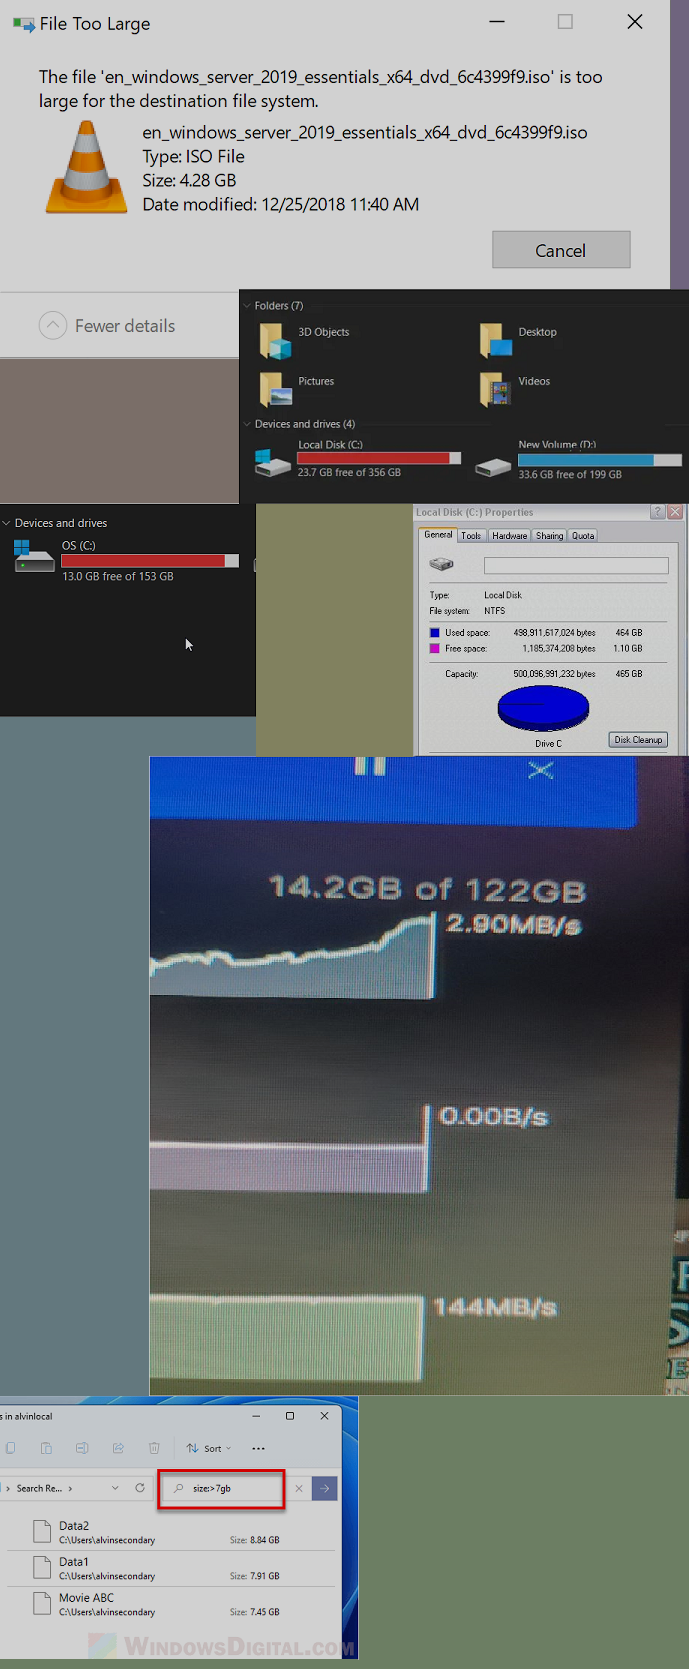 File Too Large
The file 'en_windows_server_2019_essentials_x64_dvd_6c4399f9.iso' is too
large for the destination file system.
en_windows_server_2019_essentials_x64_dvd_6c4399f9.iso
Type: ISO File
Size: 4.28 GB
Date modified: 12/25/2018 11:40 AM
Cancel
Fewer details
Folders (7)
3D Objects
Desktop
Pictures
Videos
Devices and drives (4)
Local Disk (C:)
New Volume (D:)
23.7 GB free of 356 GB
33.6 GB free of 199 GB
Devices and drives
OS (C:)
13.0 GB free of 153 GB
Local Disk (C:) Properties
General Tools Hardware Sharing Quota
Type: Local Disk
File system: NTFS
Used space: 498,911,617,024 bytes 464 GB
Free space: 1,185,374,208 bytes 1.10 GB
Capacity: 500,096,991,232 bytes 465 GB
Drive C
Disk Cleanup
14.2GB of 122GB
2.90MB/s
0.00B/s
144MB/s
s in alvinlocal
Sort
Search Re...
size:>7gb
Data2
C:\Users\alvinsecondary Size: 8.84 GB
Data1
C:\Users\alvinsecondary Size: 7.91 GB
Movie ABC
C:\Users\alvinsecondary Size: 7.45 GB
WindowsDigital.com